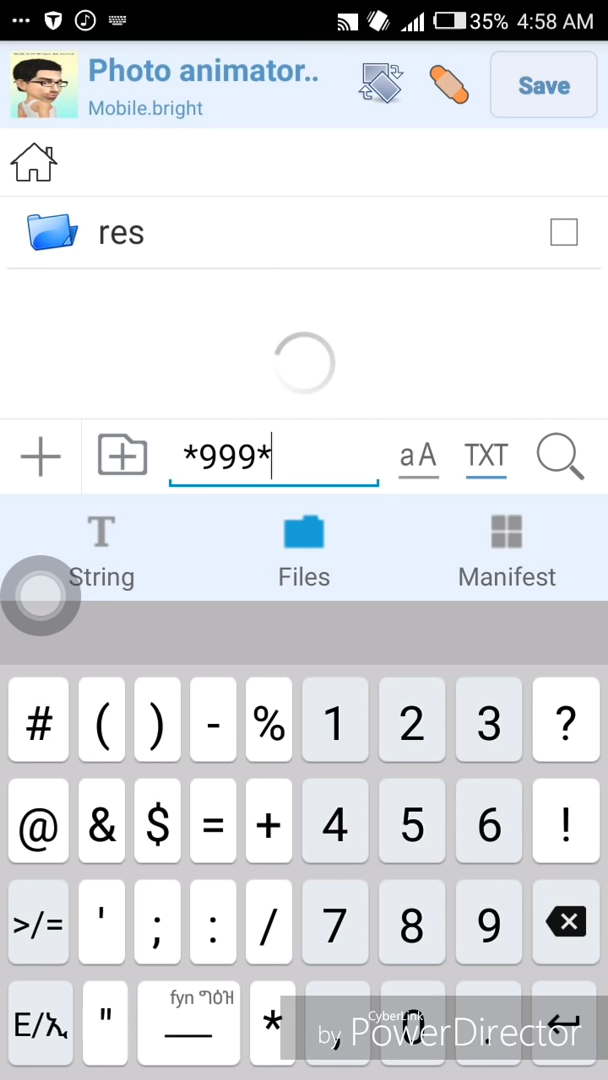 35% 4:58 AM
Photo animator..
Mobile.bright
Save
res
*999*
aA TXT
String Files Manifest
# ( ) - % 1 2 3 ?
@ & $ = + 4 5 6 !
>/= ' ; : / 7 8 9
E/አ " fyn ግዕዝ * , 0 .
CyberLink
by PowerDirector